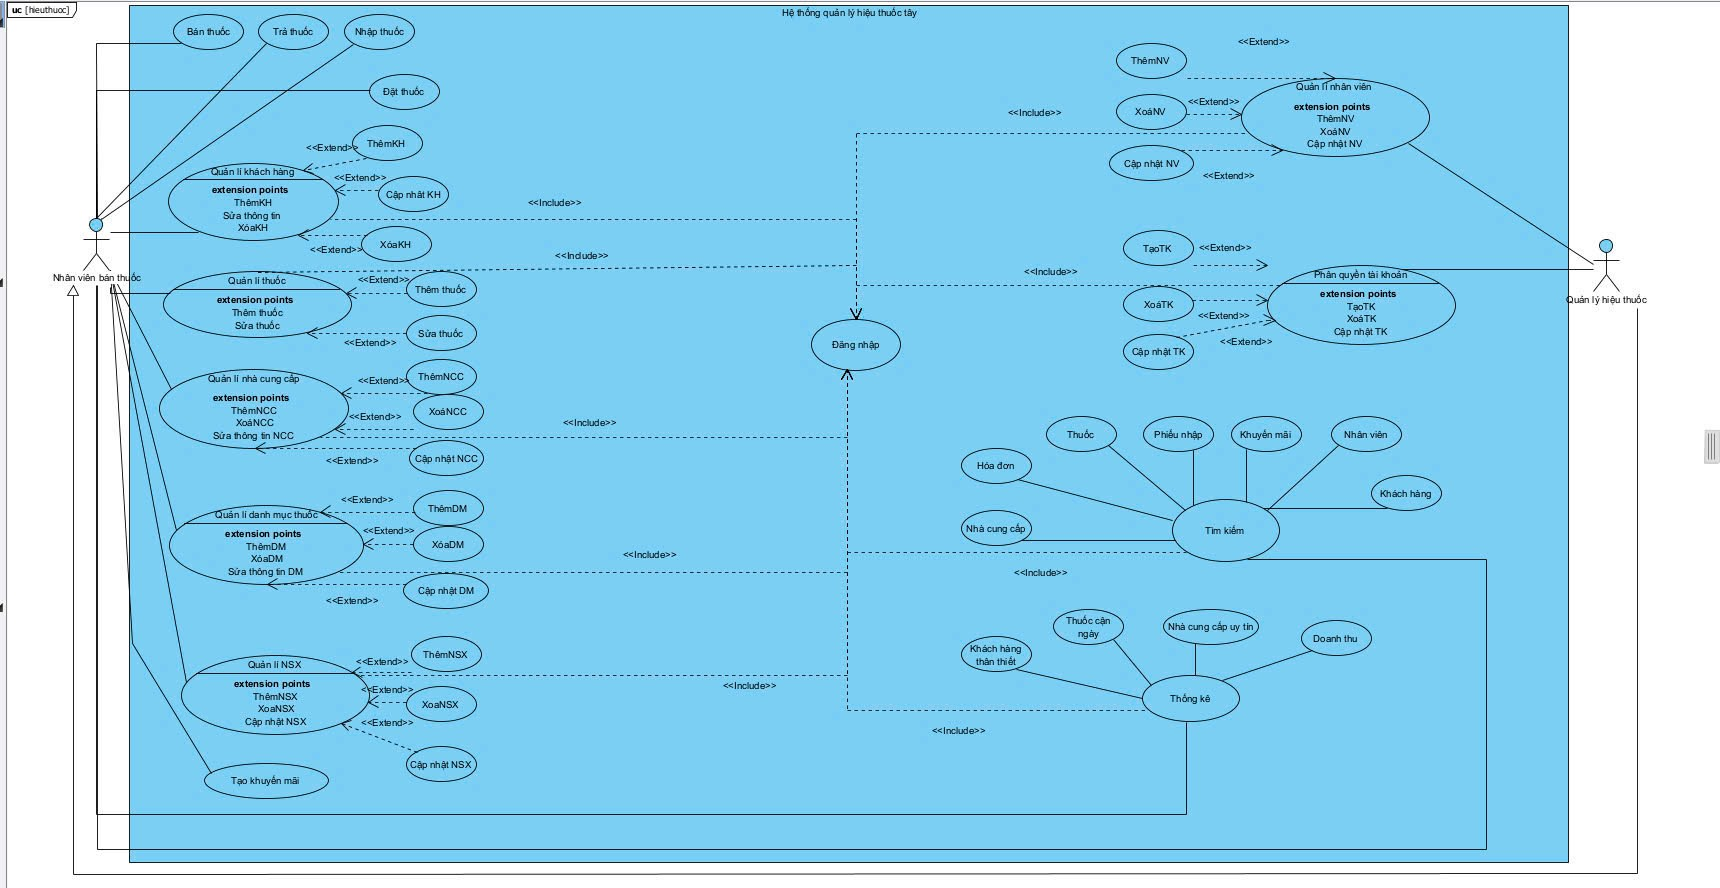 uc [hieuthuoc]
Hệ thống quản lý hiệu thuốc tây
Bán thuốc
Trả thuốc
Nhập thuốc
Đặt thuốc
<<Extend>>
ThêmKH
Quản lí khách hàng
extension points
ThêmKH
Sửa thông tin
XóaKH
<<Extend>>
Cập nhât KH
<<Extend>>
XóaKH
<<Include>>
Nhân viên bán thuốc
Quản lí thuốc
extension points
Thêm thuốc
Sửa thuốc
<<Extend>>
Thêm thuốc
<<Extend>>
Sửa thuốc
<<Include>>
Quản lí nhà cung cấp
extension points
ThêmNCC
XoáNCC
Sửa thông tin NCC
<<Extend>>
ThêmNCC
<<Extend>>
XoáNCC
<<Extend>>
Cập nhật NCC
<<Include>>
Quản lí danh mục thuốc
extension points
ThêmDM
XóaDM
Sửa thông tin DM
<<Extend>>
ThêmDM
<<Extend>>
XóaDM
<<Extend>>
Cập nhật DM
<<Include>>
Quản lí NSX
extension points
ThêmNSX
XoaNSX
Cập nhật NSX
<<Extend>>
ThêmNSX
<<Extend>>
XoaNSX
<<Extend>>
Cập nhật NSX
<<Include>>
Tạo khuyến mãi
Đăng nhập
<<Extend>>
ThêmNV
<<Extend>>
XoáNV
Cập nhật NV
<<Extend>>
Quản lí nhân viên
extension points
ThêmNV
XoáNV
Cập nhật NV
<<Include>>
TạoTK
<<Extend>>
XoáTK
<<Extend>>
Cập nhật TK
<<Extend>>
Phân quyền tài khoản
extension points
TạoTK
XoáTK
Cập nhật TK
<<Include>>
Quản lý hiệu thuốc
Thuốc
Phiếu nhập
Khuyến mãi
Nhân viên
Hóa đơn
Khách hàng
Nhà cung cấp
Tìm kiếm
<<Include>>
Thuốc cận
ngày
Nhà cung cấp uy tín
Doanh thu
Khách hàng
thân thiết
Thống kê
<<Include>>